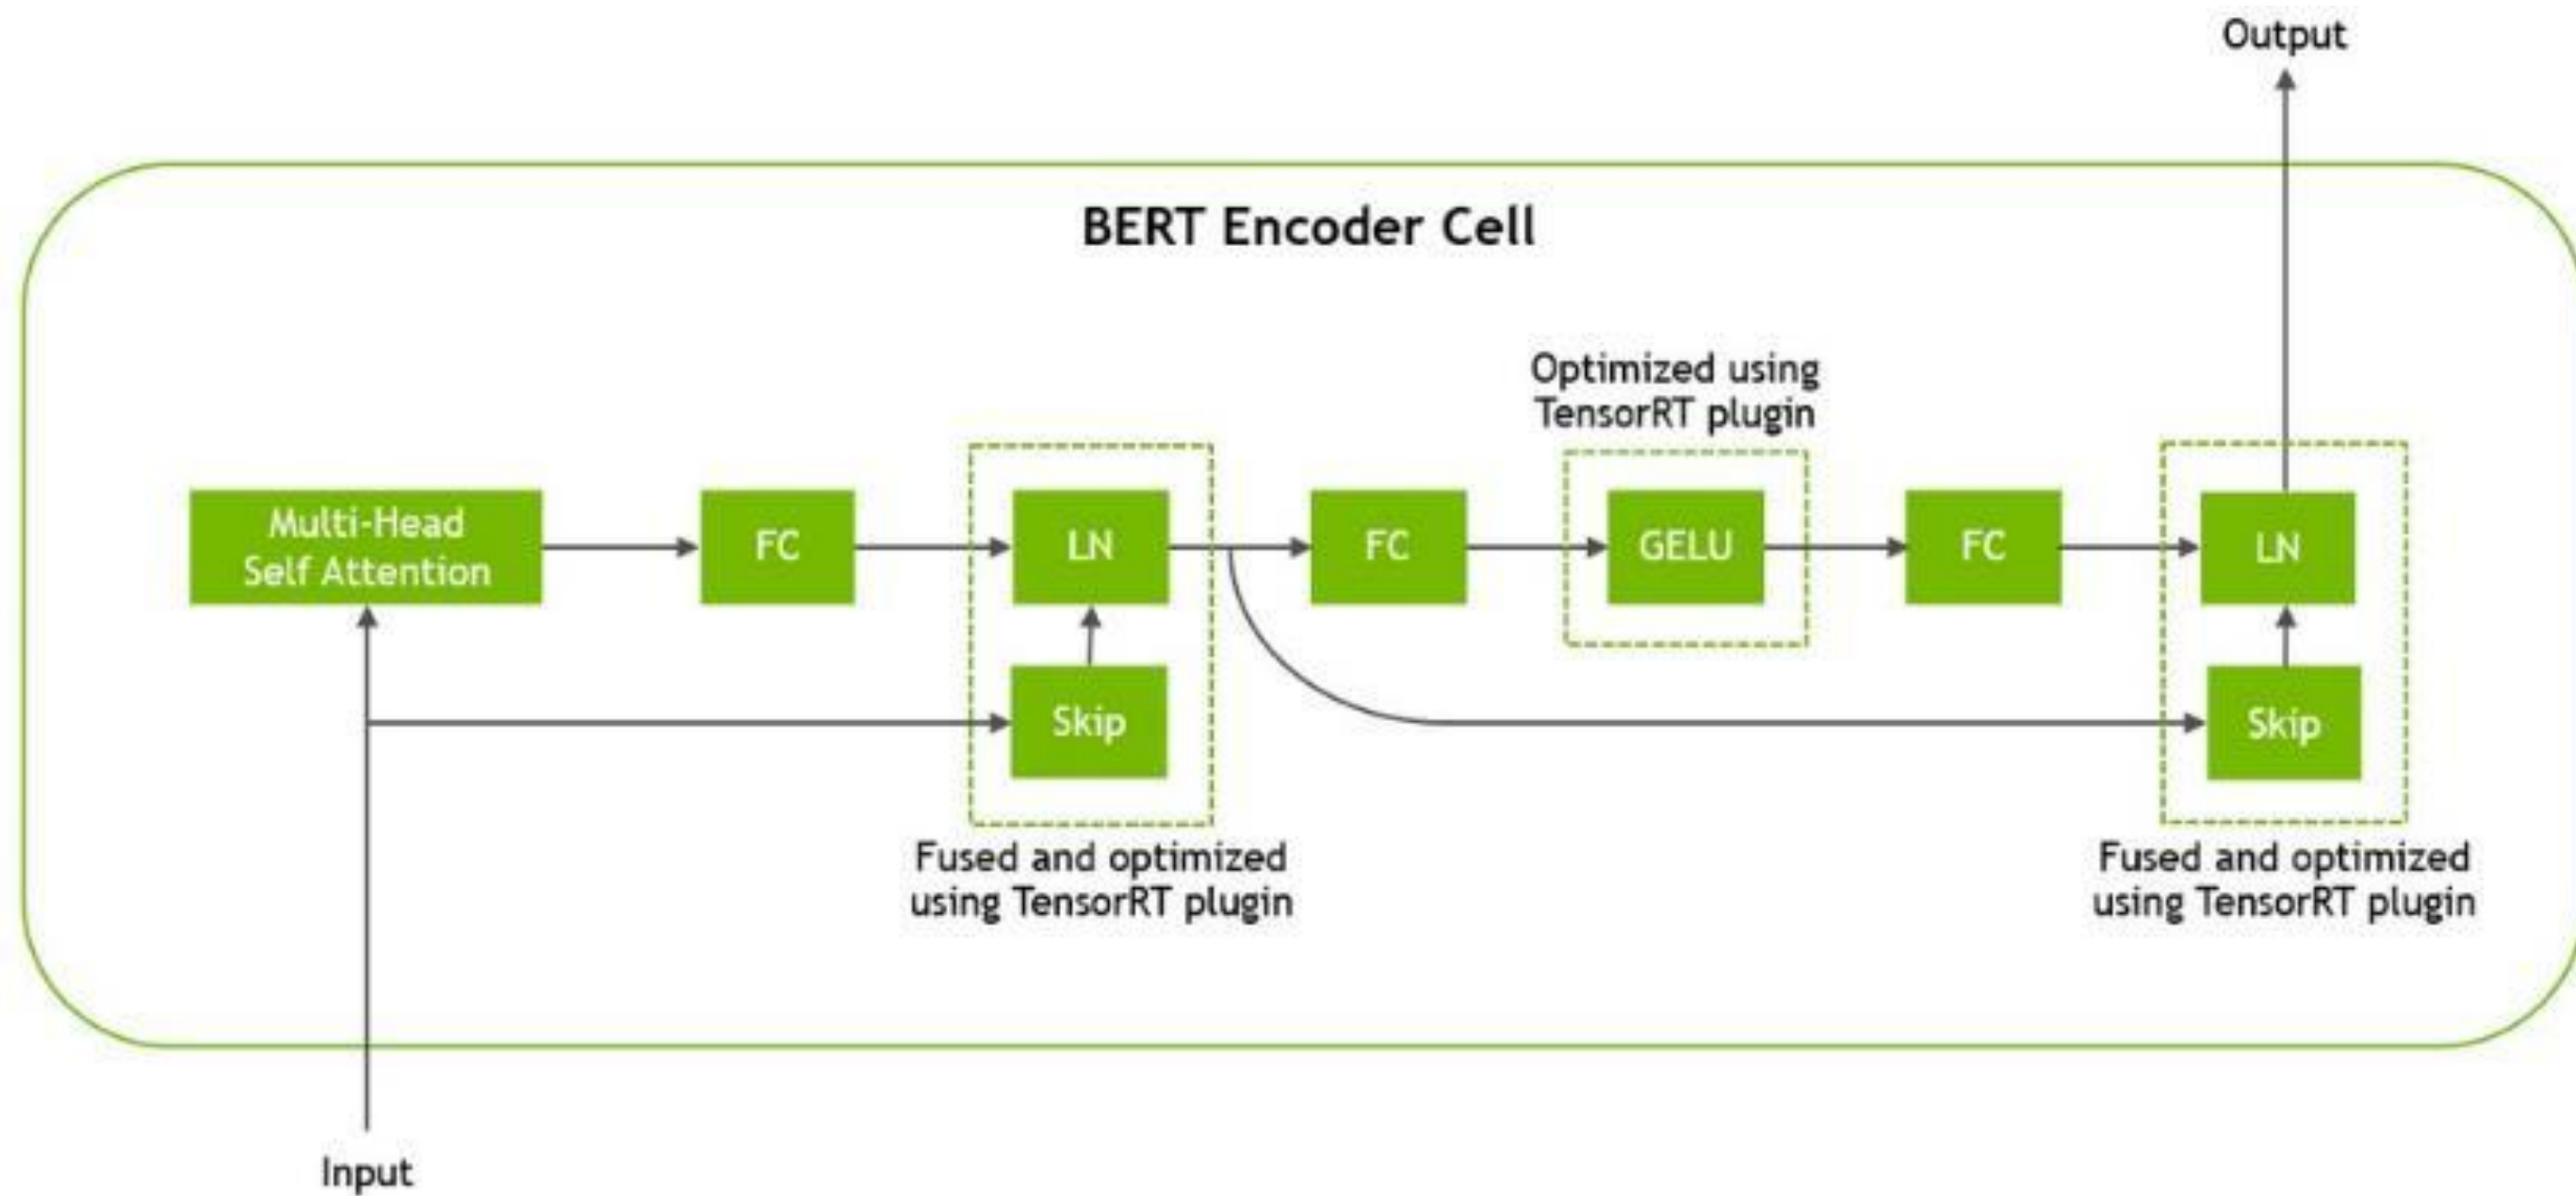 Output
BERT Encoder Cell
Optimized using
TensorRT plugin
Multi-Head
Self Attention
FC
LN
FC
GELU
FC
LN
Skip
Skip
Fused and optimized
using TensorRT plugin
Fused and optimized
using TensorRT plugin
Input